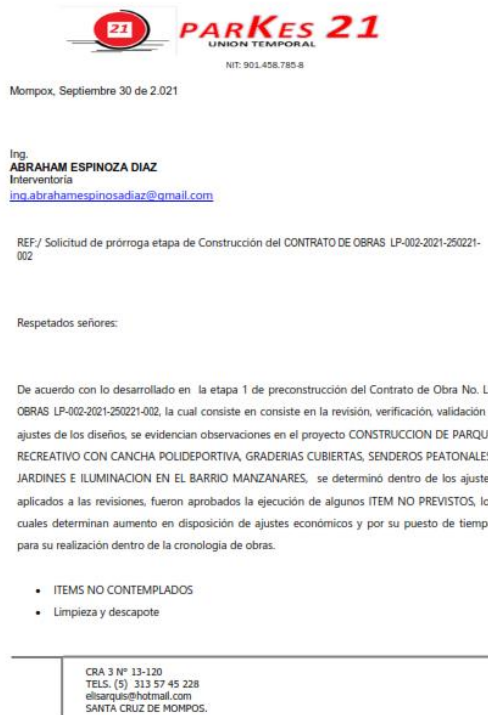 21
PARKES 21
UNION TEMPORAL
NIT: 901.458.785-8
Mompox, Septiembre 30 de 2.021
Ing.
ABRAHAM ESPINOZA DIAZ
Interventoría
ing.abrahamespinosadiaz@gmail.com
REF:/ Solicitud de prórroga etapa de Construcción del CONTRATO DE OBRAS LP-002-2021-250221-
002
Respetados señores:
De acuerdo con lo desarrollado en la etapa 1 de preconstrucción del Contrato de Obra No. L
OBRAS LP-002-2021-250221-002, la cual consiste en consiste en la revisión, verificación, validación
ajustes de los diseños, se evidencian observaciones en el proyecto CONSTRUCCION DE PARQU
RECREATIVO CON CANCHA POLIDEPORTIVA, GRADERIAS CUBIERTAS, SENDEROS PEATONALES
JARDINES E ILUMINACION EN EL BARRIO MANZANARES, se determinó dentro de los ajuste
aplicados a las revisiones, fueron aprobados la ejecución de algunos ITEM NO PREVISTOS, lo
cuales determinan aumento en disposición de ajustes económicos y por su puesto de tiemp
para su realización dentro de la cronología de obras.
• ITEMS NO CONTEMPLADOS
• Limpieza y descapote
CRA 3 Nº 13-120
TELS. (5) 313 57 45 228
elisarquis@hotmail.com
SANTA CRUZ DE MOMPOS.